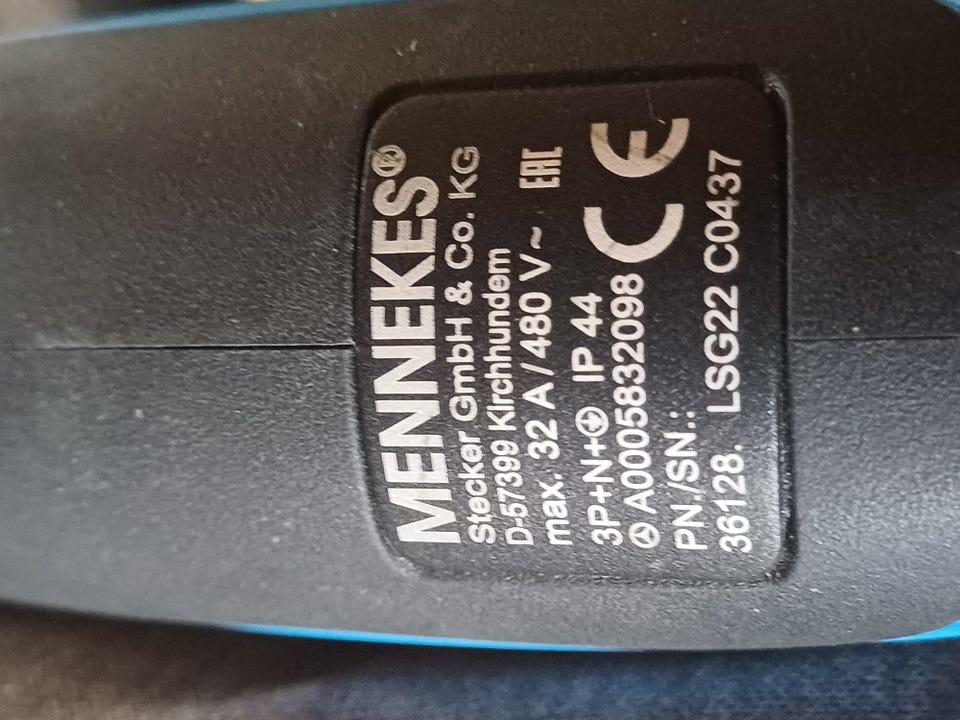 MENNEKES®
Stecker GmbH & Co. KG
D-57399 Kirchhundem
max. 32 A / 480 V ~ EAC
3P+N+⏚ IP 44 CE
A0005832098
PN./SN.:
36128. LSG22 C0437